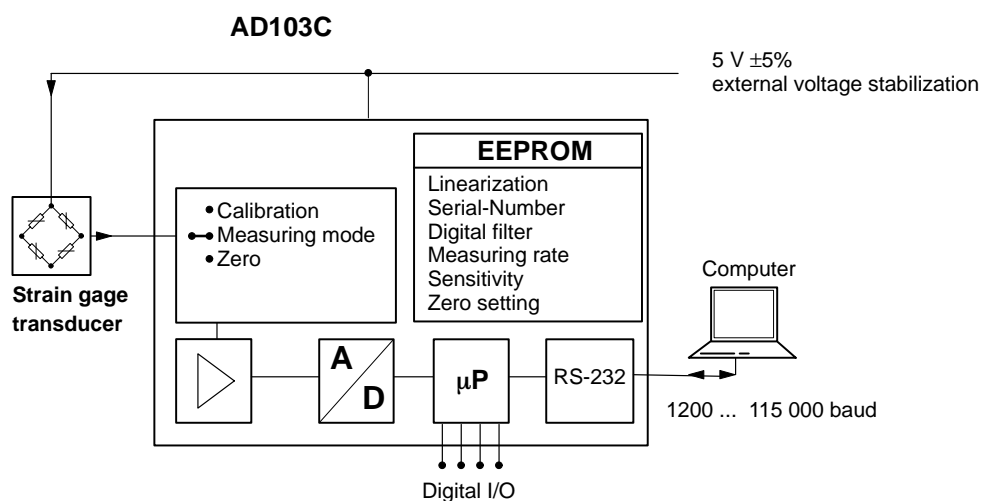 AD103C
5 V ±5%
external voltage stabilization
EEPROM
Linearization
Serial-Number
Digital filter
Measuring rate
Sensitivity
Zero setting
Calibration
Measuring mode
Zero
Strain gage
transducer
Computer
A
D
µP
RS-232
1200 ... 115 000 baud
Digital I/O